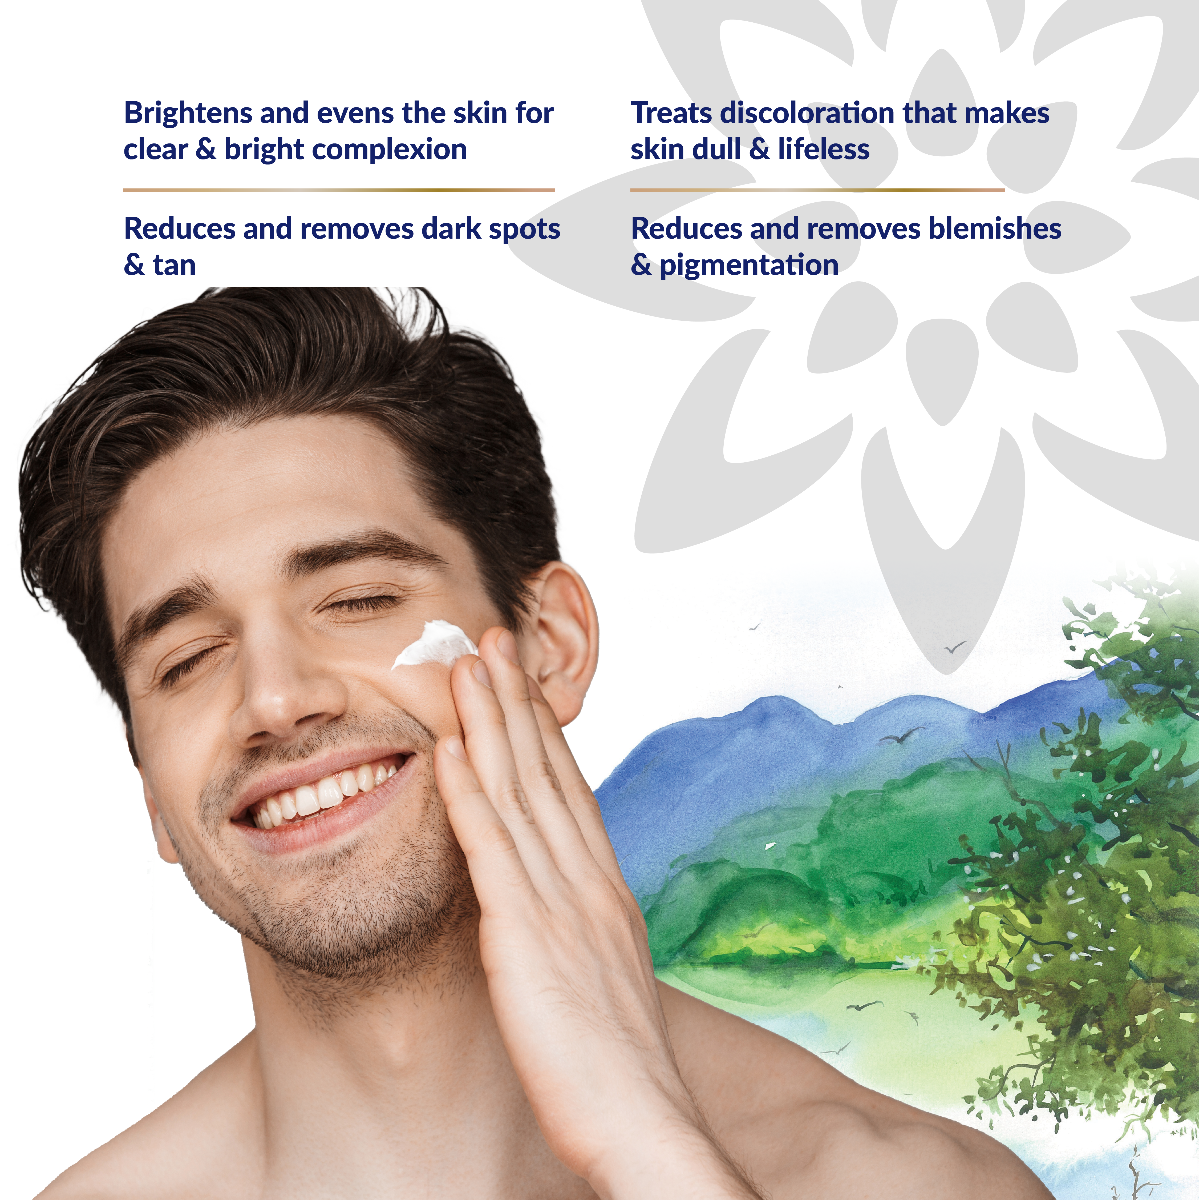 Brightens and evens the skin for
clear & bright complexion
Reduces and removes dark spots
& tan
Treats discoloration that makes
skin dull & lifeless
Reduces and removes blemishes
& pigmentation